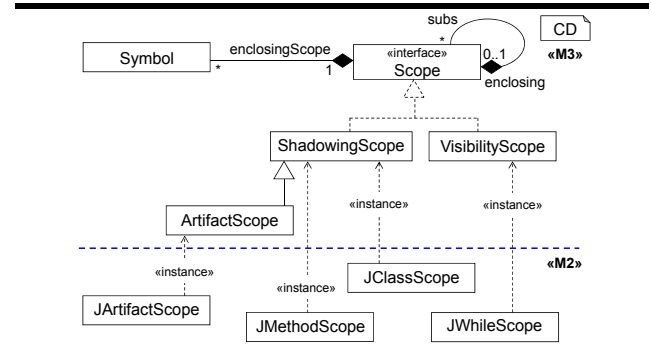 subs
CD
Symbol
enclosingScope
*
1
«interface»
Scope
*
0..1
enclosing
«M3»
ShadowingScope
VisibilityScope
«instance»
«instance»
ArtifactScope
«M2»
«instance»
«instance»
JClassScope
JArtifactScope
JMethodScope
JWhileScope